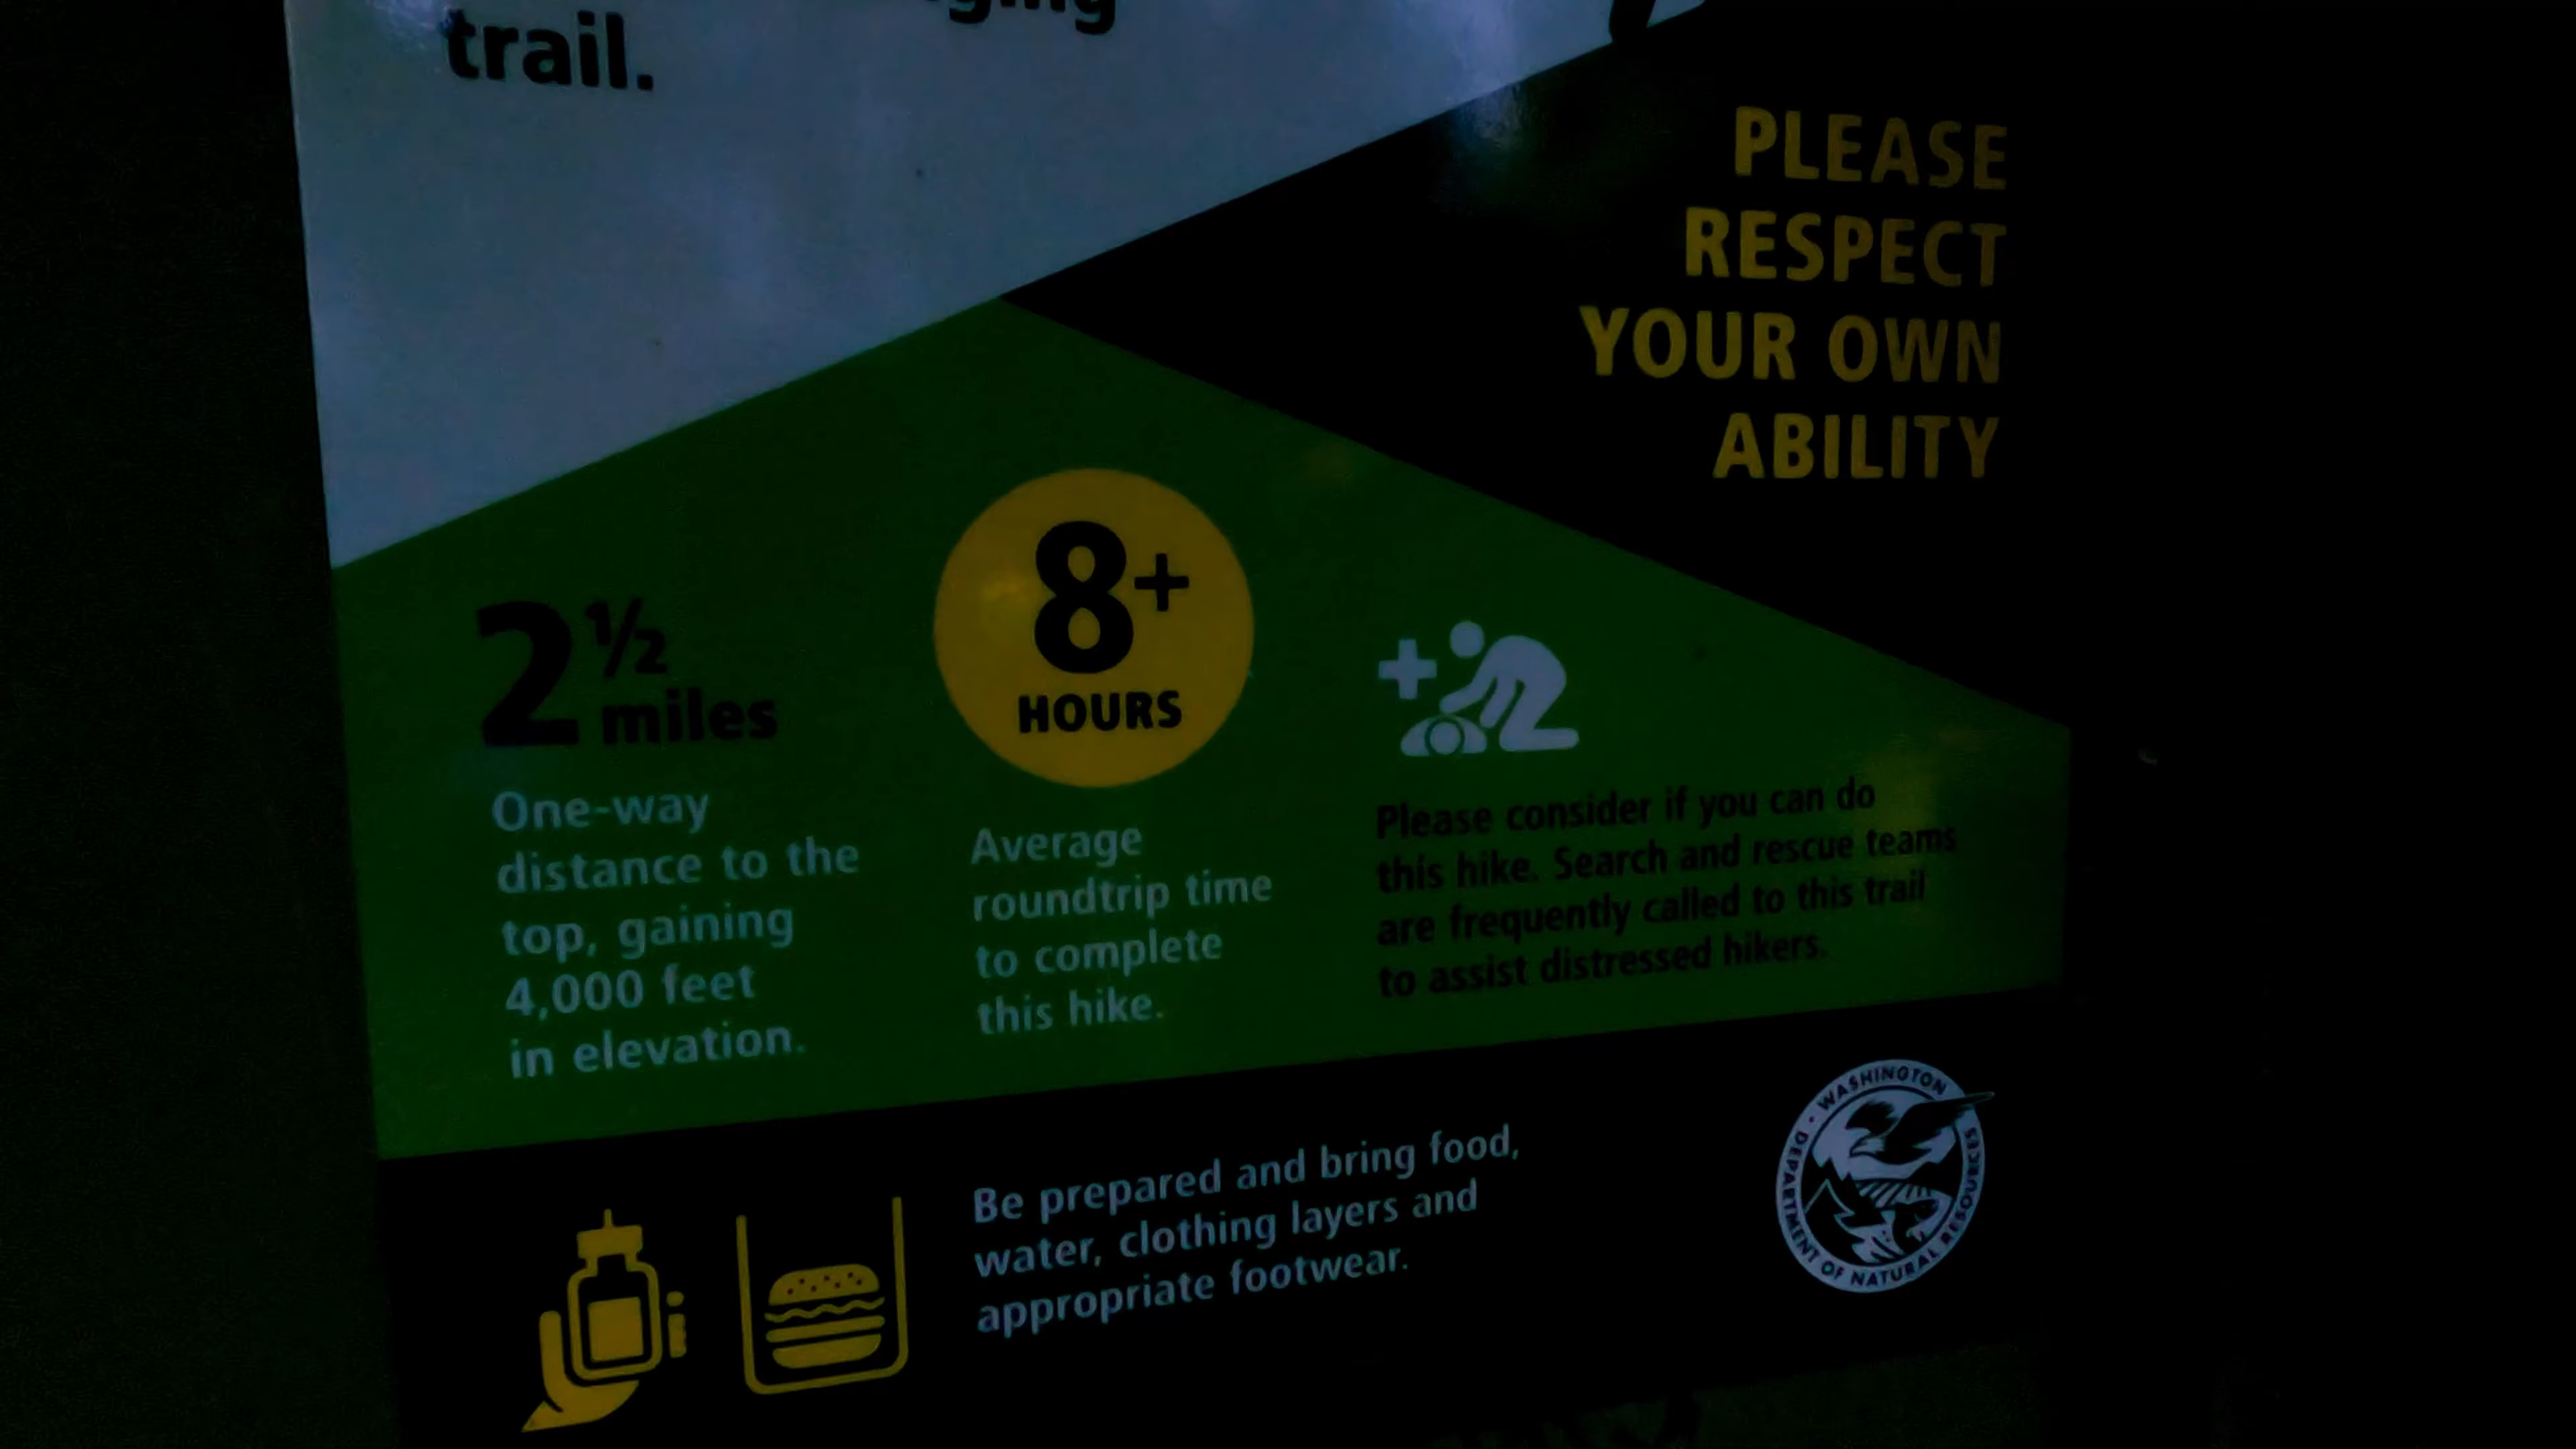 trail.
PLEASE
RESPECT
YOUR OWN
ABILITY
2 1/2
miles
One-way
distance to the
top, gaining
4,000 feet
in elevation.
8+
HOURS
Average
roundtrip time
to complete
this hike.
Please consider if you can do
this hike. Search and rescue teams
are frequently called to this trail
to assist distressed hikers.
Be prepared and bring food,
water, clothing layers and
appropriate footwear.
WASHINGTON
DEPARTMENT OF NATURAL RESOURCES